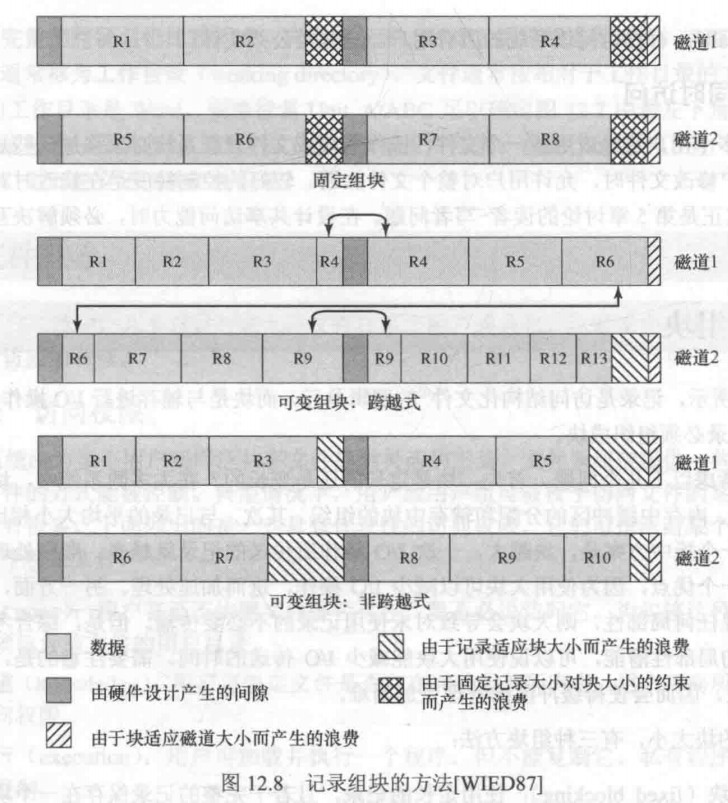 R1 R2 R3 R4 磁道1
R5 R6 R7 R8 磁道2
固定组块
R1 R2 R3 R4 R4 R5 R6 磁道1
R6 R7 R8 R9 R9 R10 R11 R12 R13 磁道2
可变组块：跨越式
R1 R2 R3 R4 R5 磁道1
R6 R7 R8 R9 R10 磁道2
可变组块：非跨越式
数据
由硬件设计产生的间隙
由于块适应磁道大小而产生的浪费
由于记录适应块大小而产生的浪费
由于固定记录大小对块大小的约束
而产生的浪费
图 12.8 记录组块的方法[WIED87]